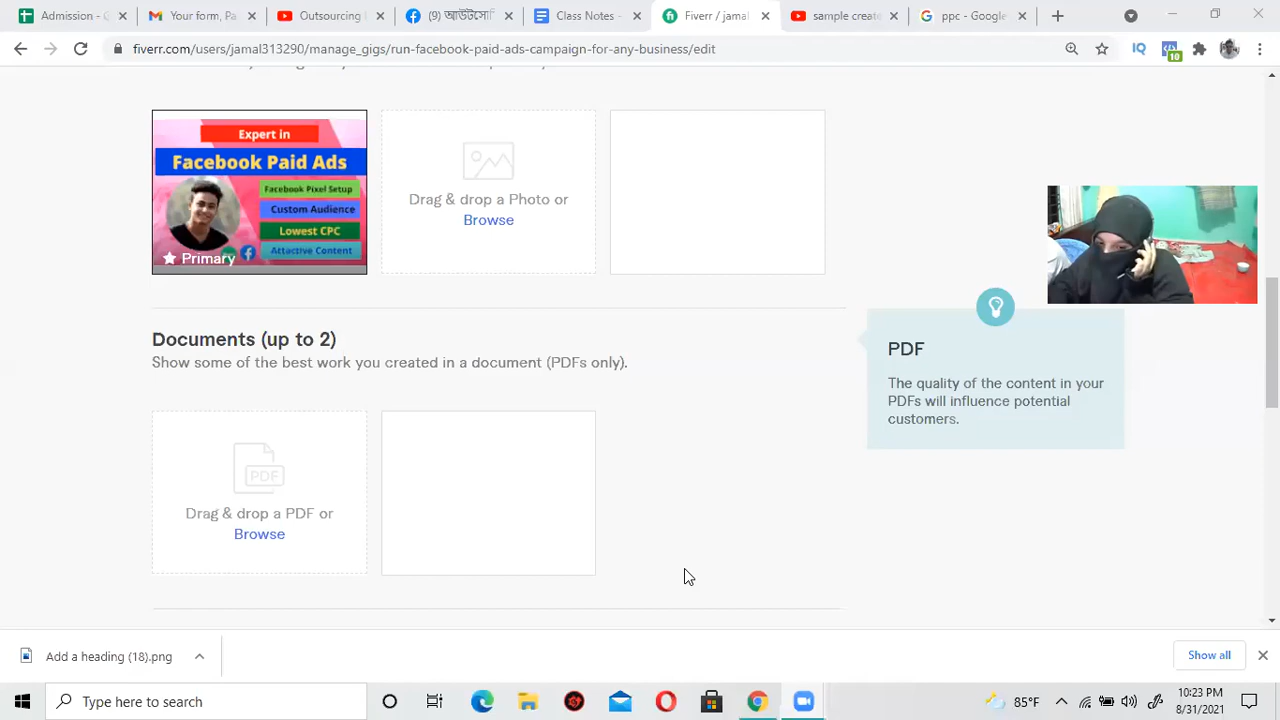 Admission - Q
Your form, Pa
Outsourcing
(9) আউটসো
Class Notes -
Fiverr / jamal
sample create
ppc - Google
fiverr.com/users/jamal313290/manage_gigs/run-facebook-paid-ads-campaign-for-any-business/edit
IQ
10
Expert in
Facebook Paid Ads
Facebook Pixel Setup
Custom Audience
Lowest CPC
Attactive Content
Primary
Drag & drop a Photo or
Browse
Documents (up to 2)
Show some of the best work you created in a document (PDFs only).
PDF
The quality of the content in your
PDFs will influence potential
customers.
PDF
Drag & drop a PDF or
Browse
Add a heading (18).png
Show all
Type here to search
85°F
10:23 PM
8/31/2021